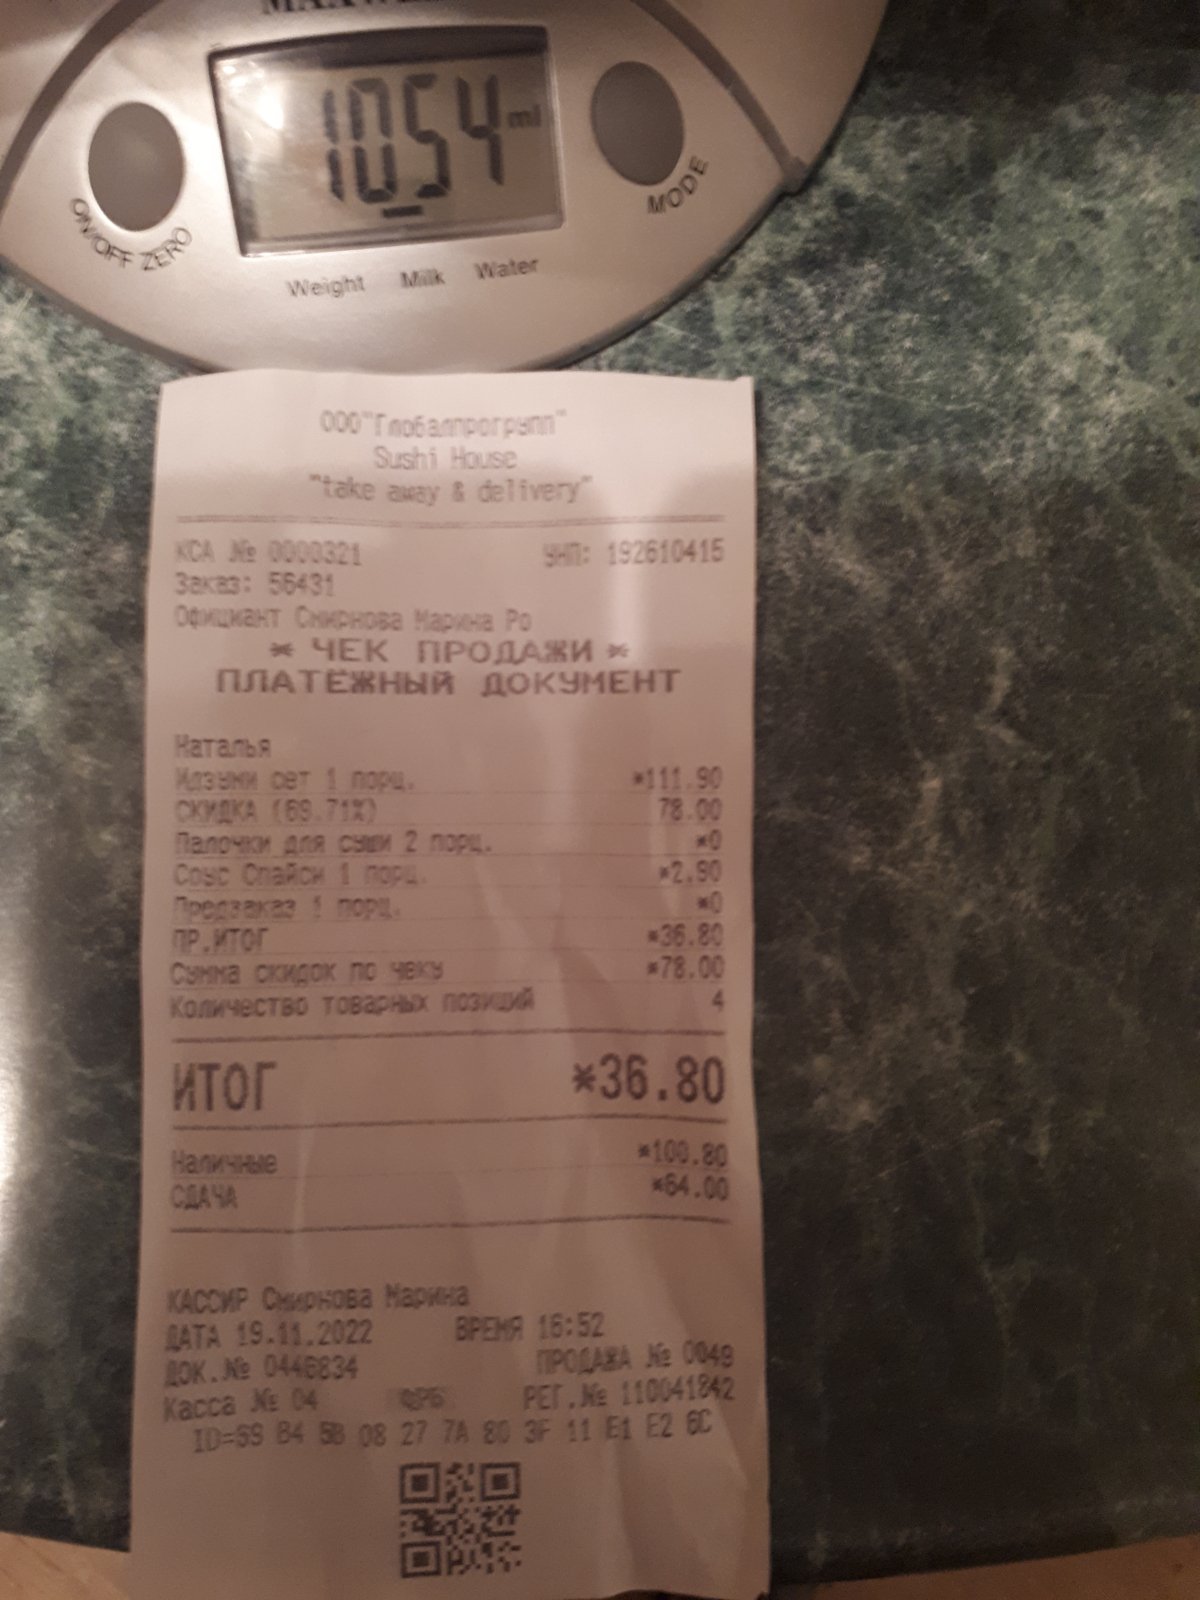 1054 ml
ON/OFF ZERO
MODE
Weight Milk Water
ООО"Глобалпрогрупп"
Sushi House
"take away & delivery"
КСА № 0000321 УНП: 192610415
Заказ: 56431
Официант Смирнова Марина Ро
* ЧЕК ПРОДАЖИ *
ПЛАТЕЖНЫЙ ДОКУМЕНТ
Наталья
Идзуми сет 1 порц. *111.90
СКИДКА (69.71%) 78.00
Палочки для суши 2 порц. *0
Соус Спайси 1 порц. *2.90
Предзаказ 1 порц. *0
ПР.ИТОГ *36.80
Сумма скидок по чеку *78.00
Количество товарных позиций 4
ИТОГ *36.80
Наличные *100.80
СДАЧА *64.00
КАССИР Смирнова Марина
ДАТА 19.11.2022 ВРЕМЯ 16:52
ДОК.№ 0446834 ПРОДАЖА № 0049
Касса № 04 ФРБ РЕГ.№ 110041842
ID=69 B4 5B 08 27 7A 80 3F 11 E1 E2 6C